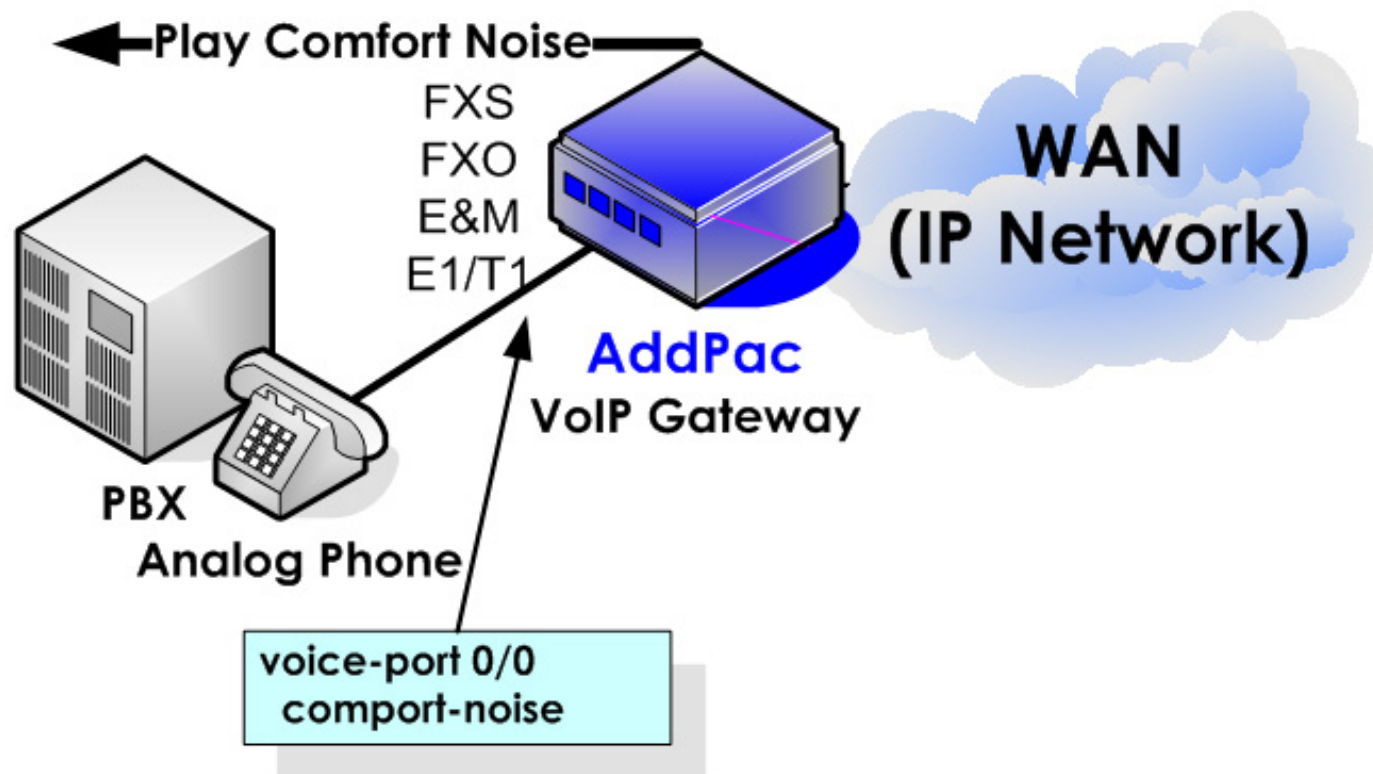 Play Comfort Noise
FXS
FXO
E&M
E1/T1
WAN
(IP Network)
AddPac
VoIP Gateway
PBX
Analog Phone
voice-port 0/0
comport-noise